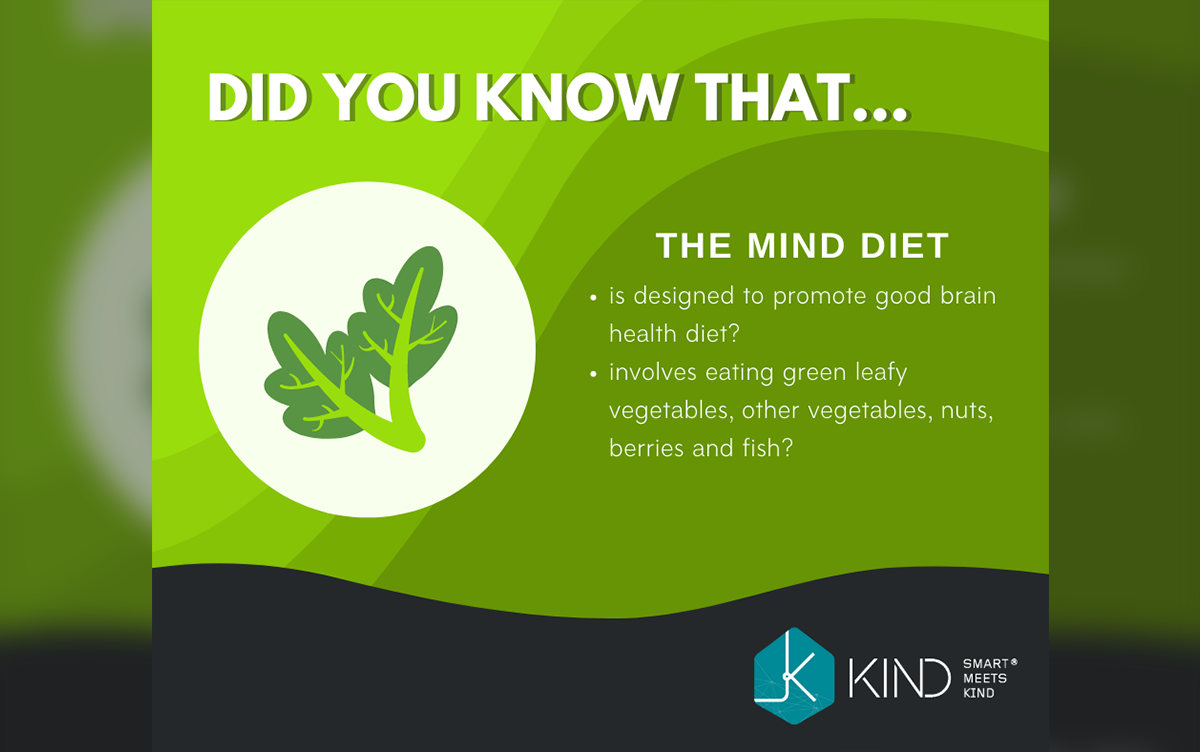 DID YOU KNOW THAT...
THE MIND DIET
• is designed to promote good brain
health diet?
• involves eating green leafy
vegetables, other vegetables, nuts,
berries and fish?
KIND
SMART®
MEETS
KIND